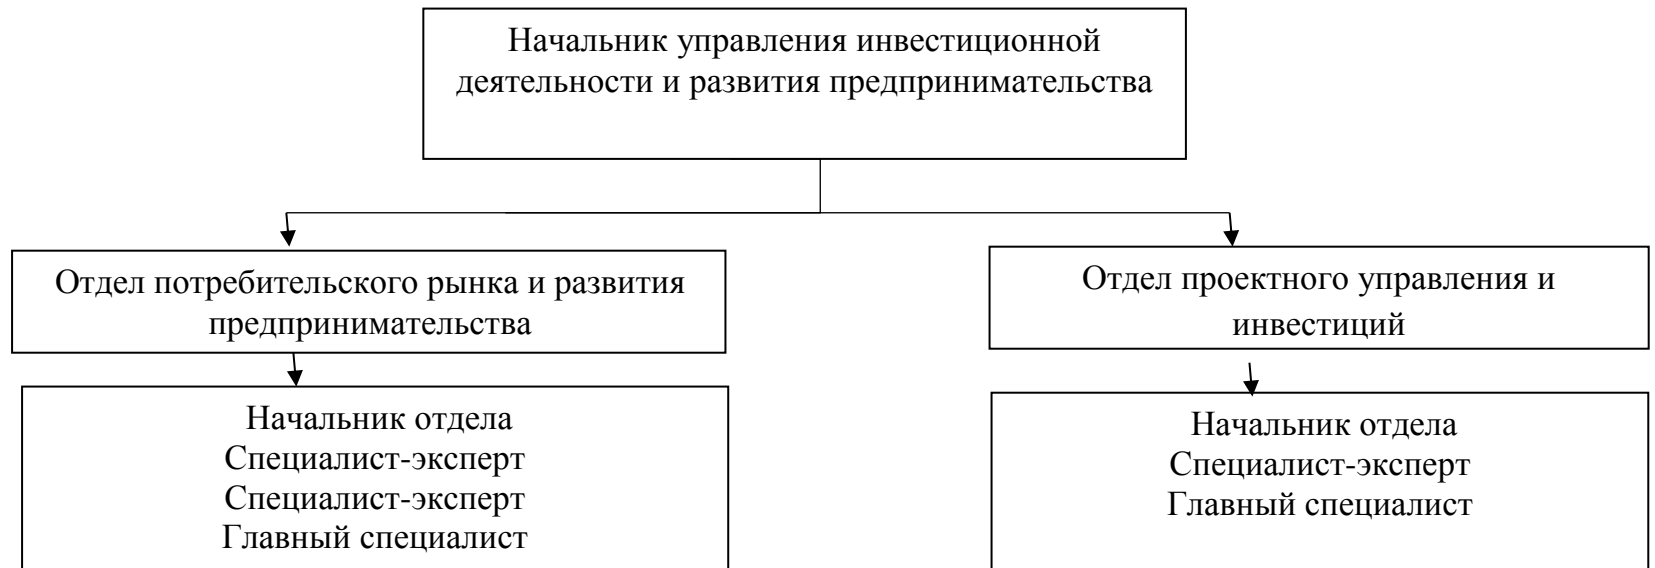 Начальник управления инвестиционной
деятельности и развития предпринимательства
Отдел потребительского рынка и развития
предпринимательства
Отдел проектного управления и
инвестиций
Начальник отдела
Специалист-эксперт
Специалист-эксперт
Главный специалист
Начальник отдела
Специалист-эксперт
Главный специалист